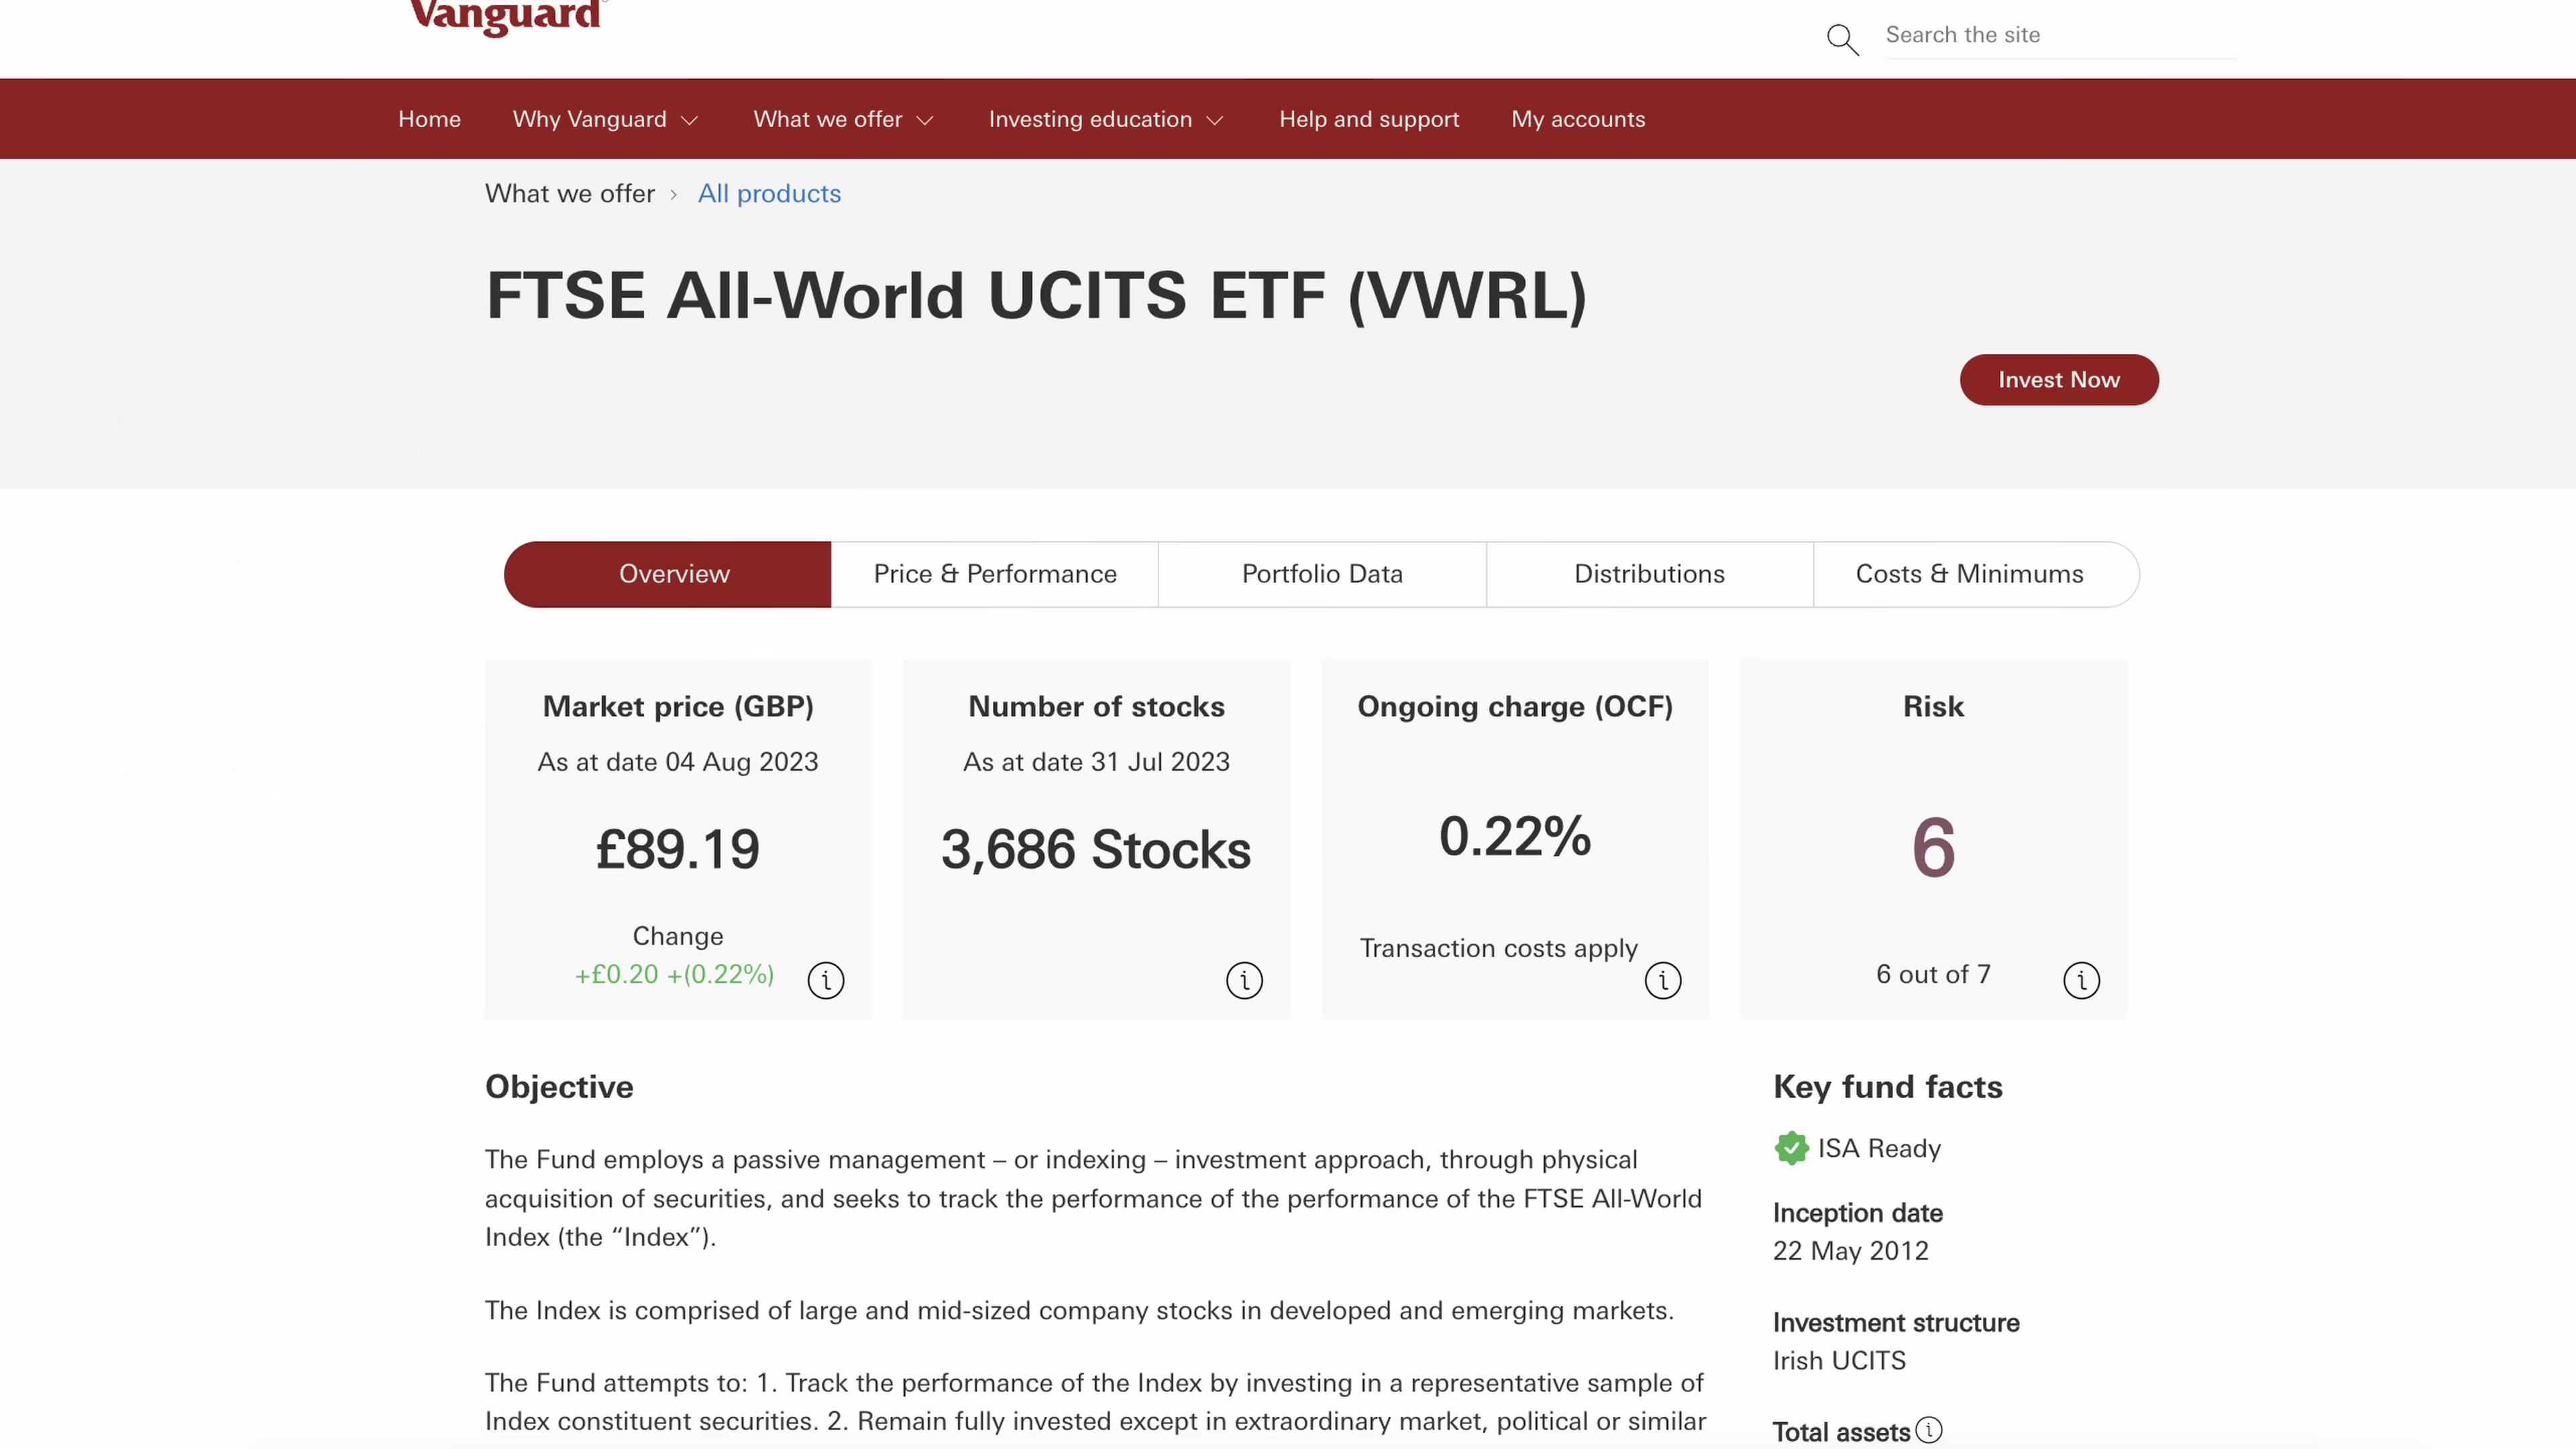 Vanguard
Search the site
Home Why Vanguard What we offer Investing education Help and support My accounts
What we offer > All products
FTSE All-World UCITS ETF (VWRL)
Invest Now
Overview Price & Performance Portfolio Data Distributions Costs & Minimums
Market price (GBP)
As at date 04 Aug 2023
£89.19
Change
+£0.20 +(0.22%)
Number of stocks
As at date 31 Jul 2023
3,686 Stocks
Ongoing charge (OCF)
0.22%
Transaction costs apply
Risk
6
6 out of 7
Objective
The Fund employs a passive management – or indexing – investment approach, through physical
acquisition of securities, and seeks to track the performance of the performance of the FTSE All-World
Index (the “Index”).
The Index is comprised of large and mid-sized company stocks in developed and emerging markets.
The Fund attempts to: 1. Track the performance of the Index by investing in a representative sample of
Index constituent securities. 2. Remain fully invested except in extraordinary market, political or similar
Key fund facts
ISA Ready
Inception date
22 May 2012
Investment structure
Irish UCITS
Total assets